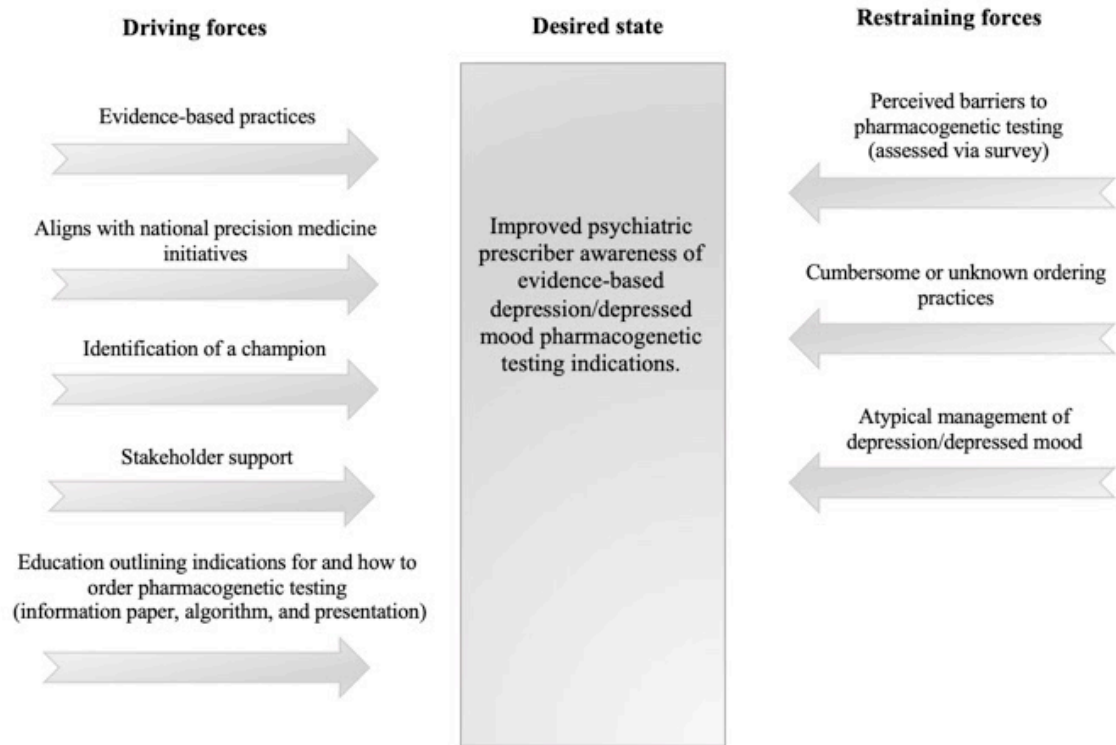 Driving forces
Evidence-based practices
Aligns with national precision medicine
initiatives
Identification of a champion
Stakeholder support
Education outlining indications for and how to
order pharmacogenetic testing
(information paper, algorithm, and presentation)
Desired state
Improved psychiatric
prescriber awareness of
evidence-based
depression/depressed
mood pharmacogenetic
testing indications.
Restraining forces
Perceived barriers to
pharmacogenetic testing
(assessed via survey)
Cumbersome or unknown ordering
practices
Atypical management of
depression/depressed mood